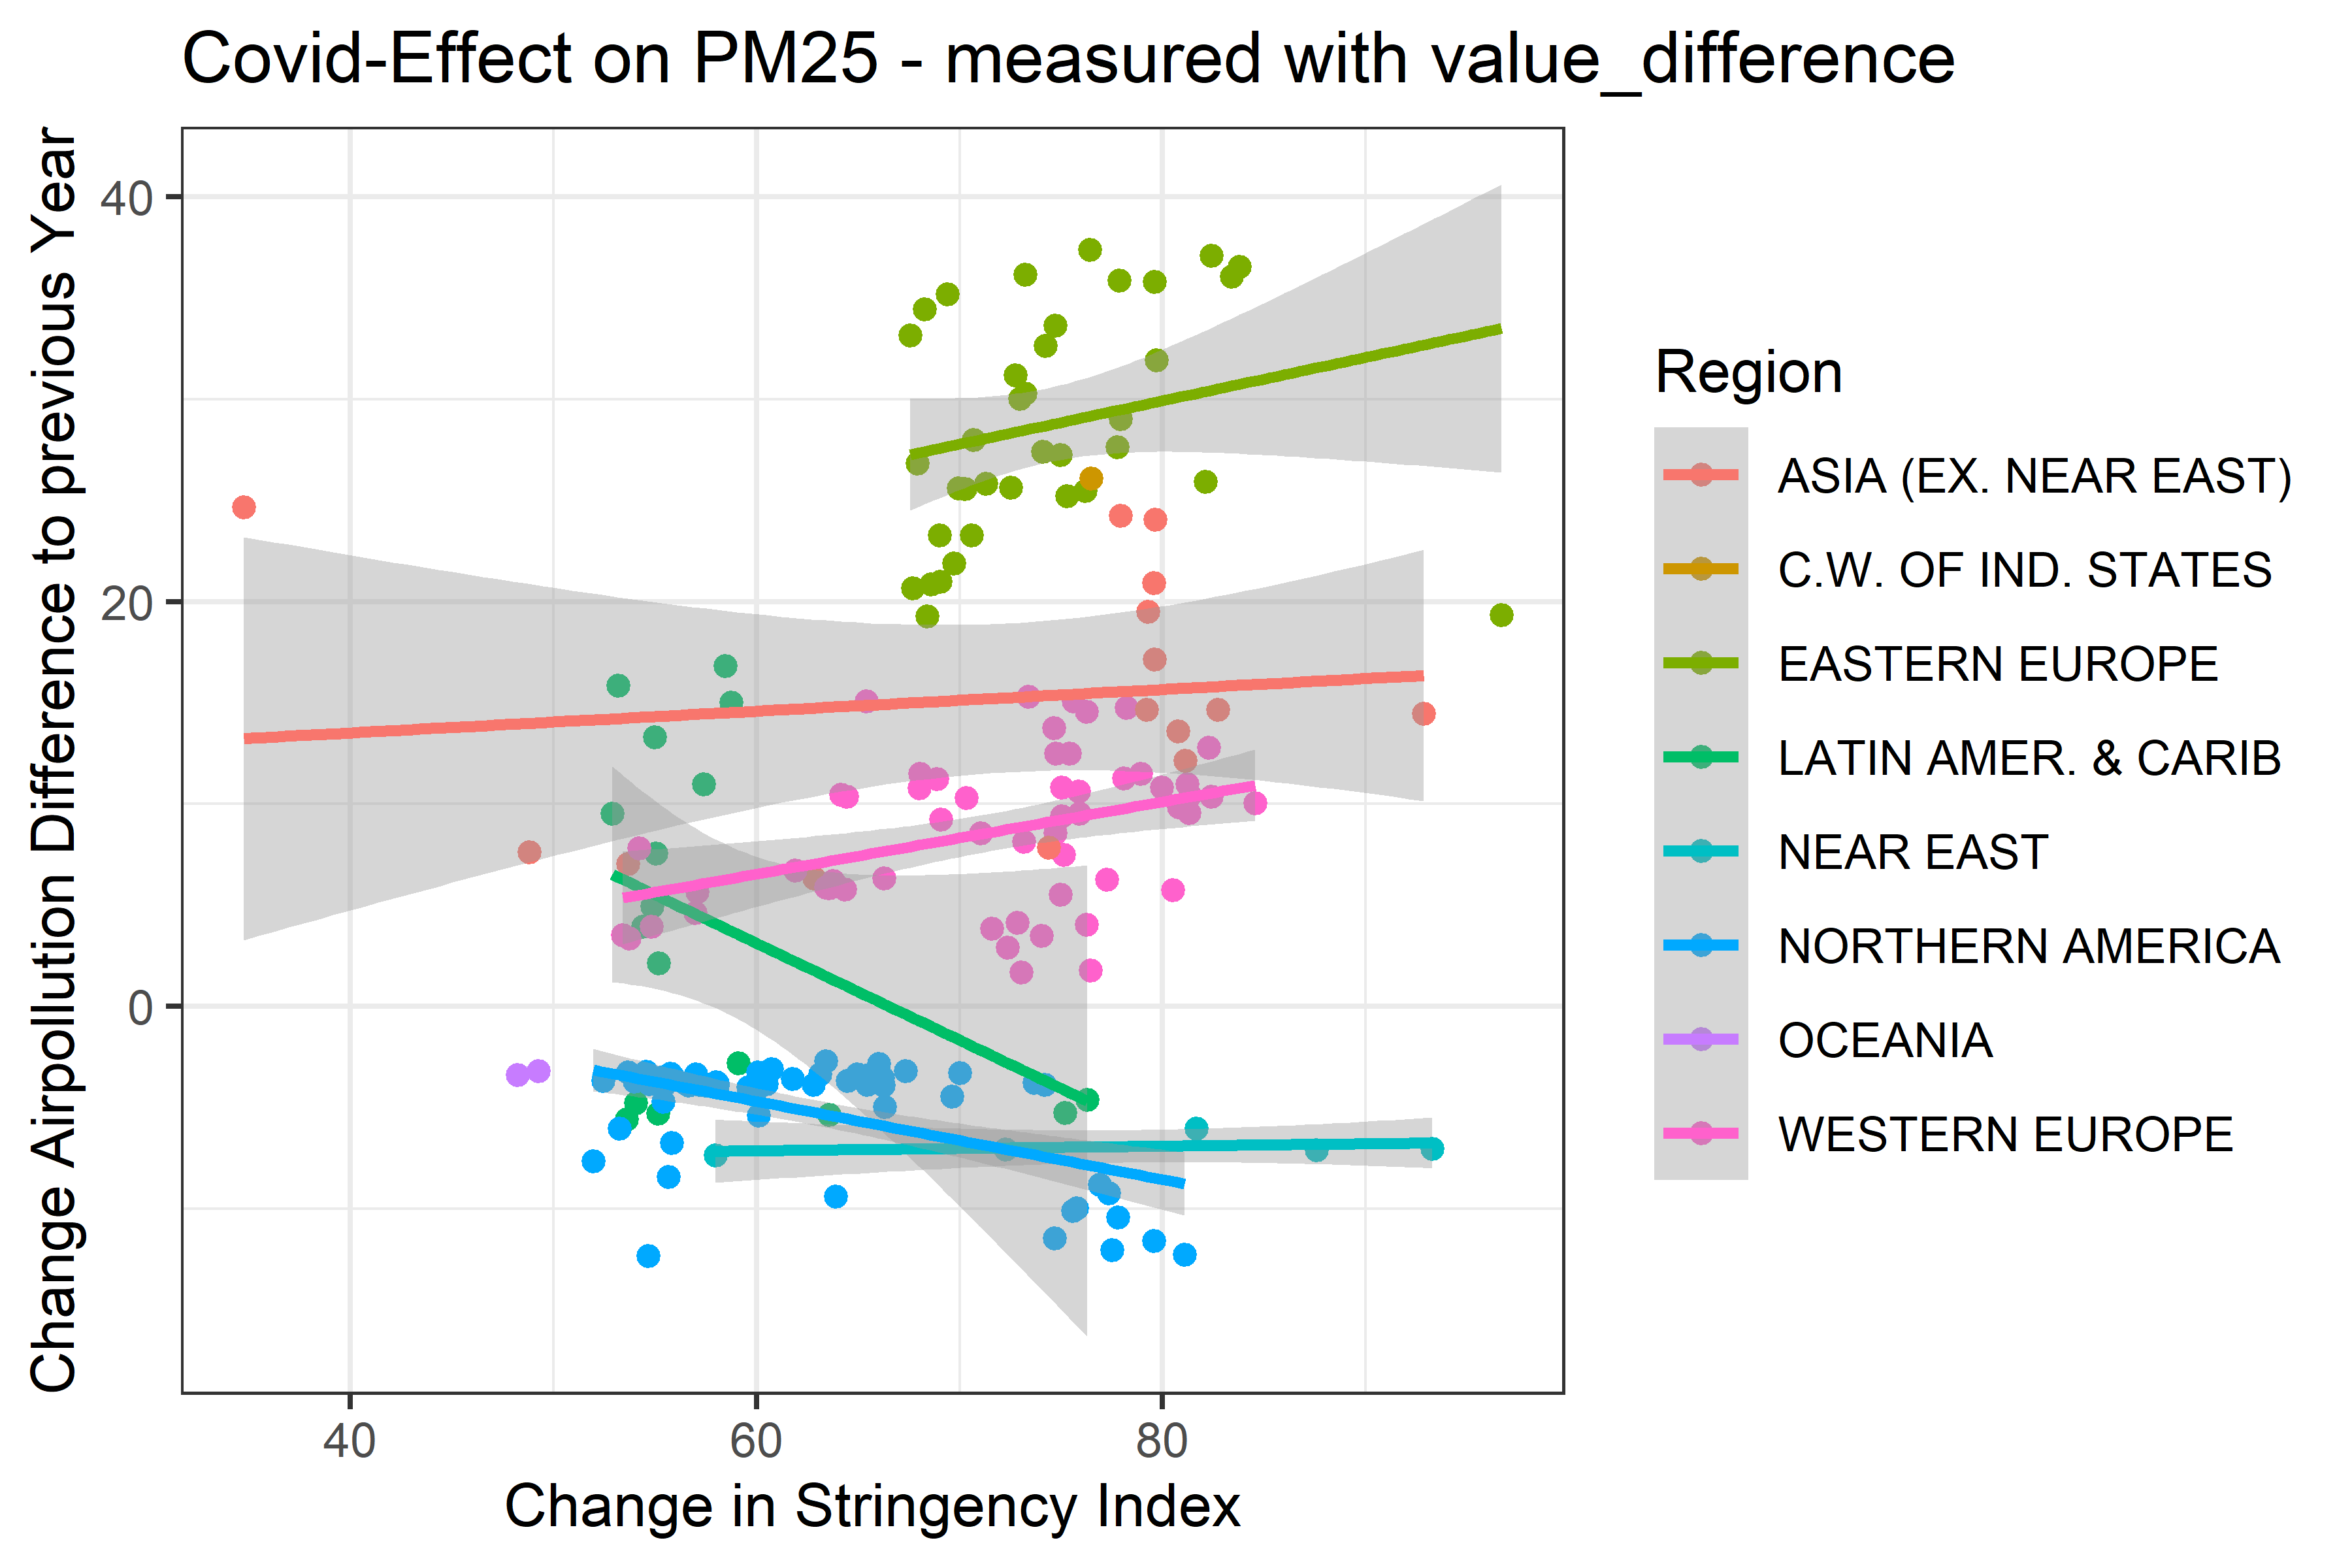 Covid-Effect on PM25 - measured with value_difference
Change Airpollution Difference to previous Year
40
20
0
40
60
80
Change in Stringency Index
Region
ASIA (EX. NEAR EAST)
C.W. OF IND. STATES
EASTERN EUROPE
LATIN AMER. & CARIB
NEAR EAST
NORTHERN AMERICA
OCEANIA
WESTERN EUROPE